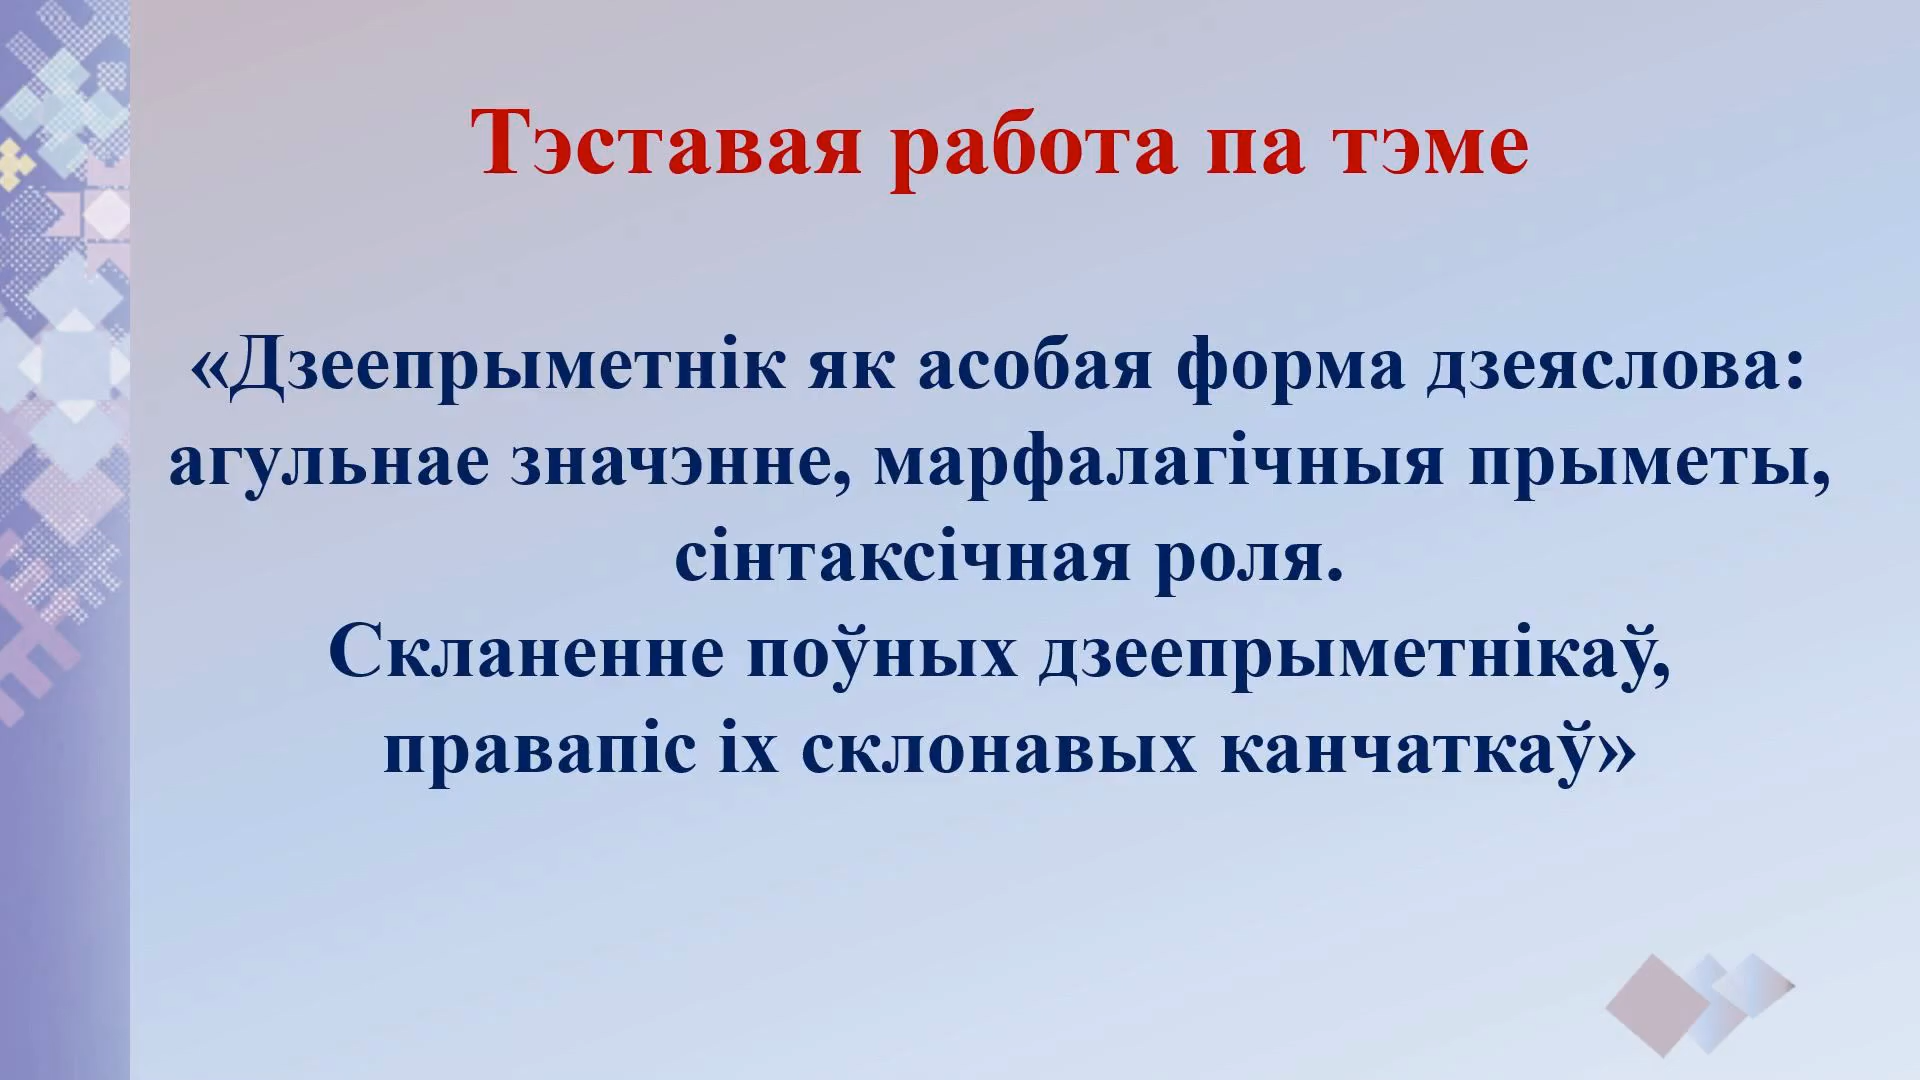 Тэставая работа па тэме
«Дзеепрыметнік як асобая форма дзеяслова:
агульнае значэнне, марфалагічныя прыметы,
сінтаксічная роля.
Скланенне поўных дзеепрыметнікаў,
правапіс іх склонавых канчаткаў»